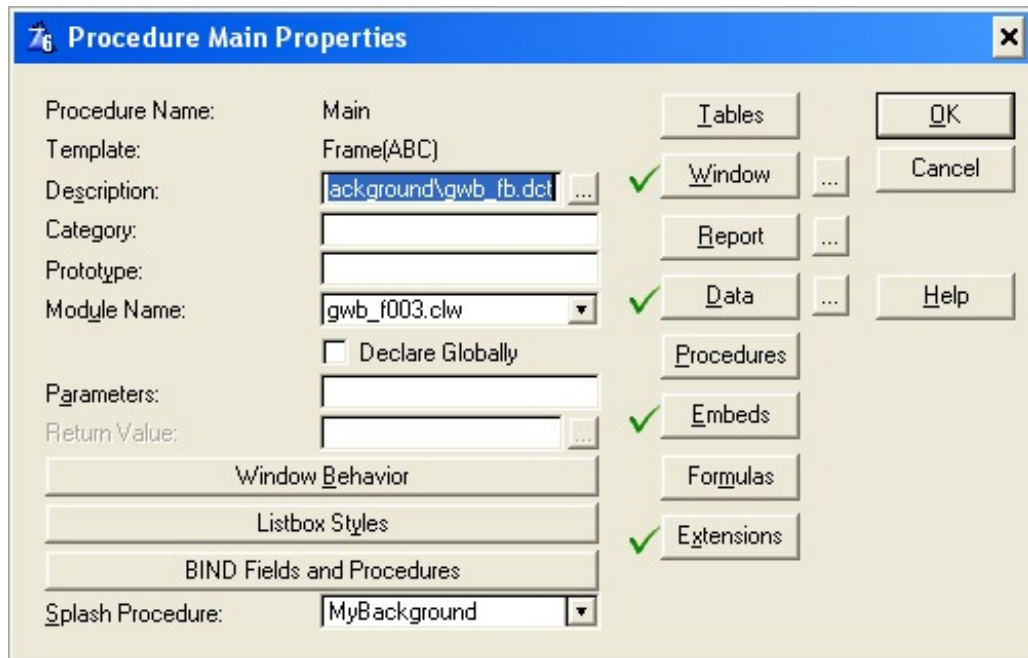 Procedure Main Properties
Procedure Name: Main
Template: Frame(ABC)
Description: ackground\gwb_fb.dct ...
Category:
Prototype:
Module Name: gwb_f003.clw
Declare Globally
Parameters:
Return Value: ...
Window Behavior
Listbox Styles
BIND Fields and Procedures
Splash Procedure: MyBackground
Tables
Window ...
Report ...
Data ...
Procedures
Embeds
Formulas
Extensions
OK
Cancel
Help